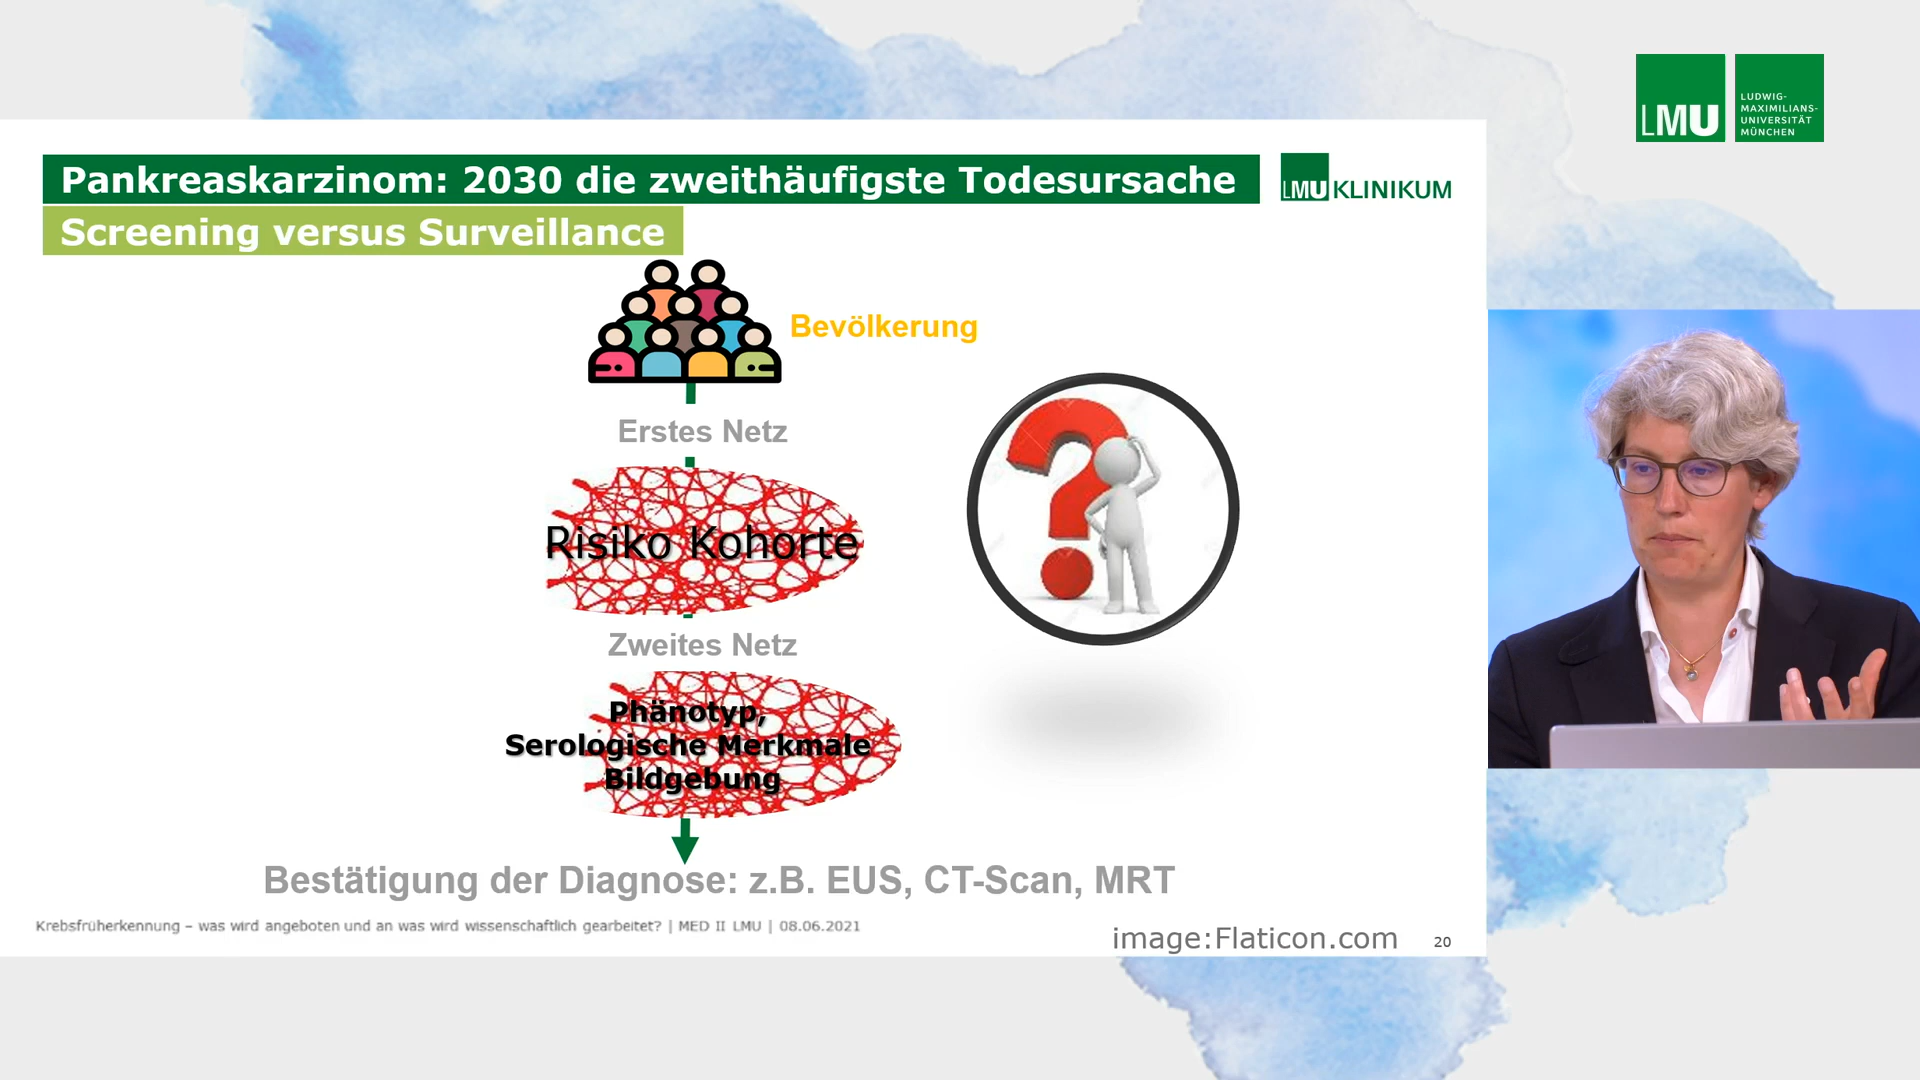 LMU
LUDWIG-
MAXIMILIANS-
UNIVERSITÄT
MÜNCHEN
Pankreaskarzinom: 2030 die zweithäufigste Todesursache
LMU KLINIKUM
Screening versus Surveillance
Bevölkerung
Erstes Netz
Risiko Kohorte
Zweites Netz
Phänotyp,
Serologische Merkmale
Bildgebung
Bestätigung der Diagnose: z.B. EUS, CT-Scan, MRT
Krebsfrüherkennung – was wird angeboten und an was wird wissenschaftlich gearbeitet? | MED II LMU | 08.06.2021
image:Flaticon.com
20